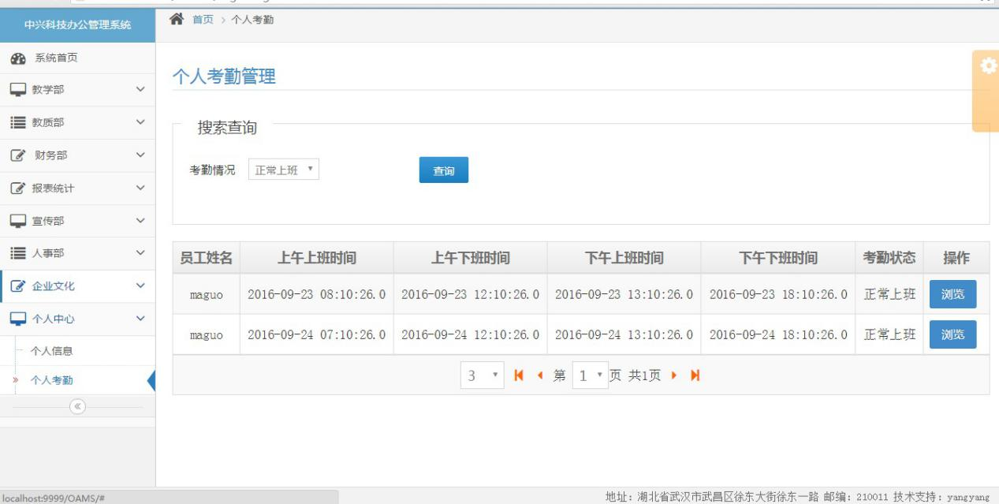 中兴科技办公管理系统
首页 > 个人考勤
系统首页
教学部
教质部
财务部
报表统计
宣传部
人事部
企业文化
个人中心
个人信息
» 个人考勤
个人考勤管理
搜索查询
考勤情况 正常上班 查询
员工姓名 上午上班时间 上午下班时间 下午上班时间 下午下班时间 考勤状态 操作
maguo 2016-09-23 08:10:26.0 2016-09-23 12:10:26.0 2016-09-23 13:10:26.0 2016-09-23 18:10:26.0 正常上班 浏览
maguo 2016-09-24 07:10:26.0 2016-09-24 12:10:26.0 2016-09-24 13:10:26.0 2016-09-24 18:10:26.0 正常上班 浏览
3 第 1 页 共1页
localhost:9999/OAMS/#
地址：湖北省武汉市武昌区徐东大街徐东一路 邮编：210011 技术支持：yangyang